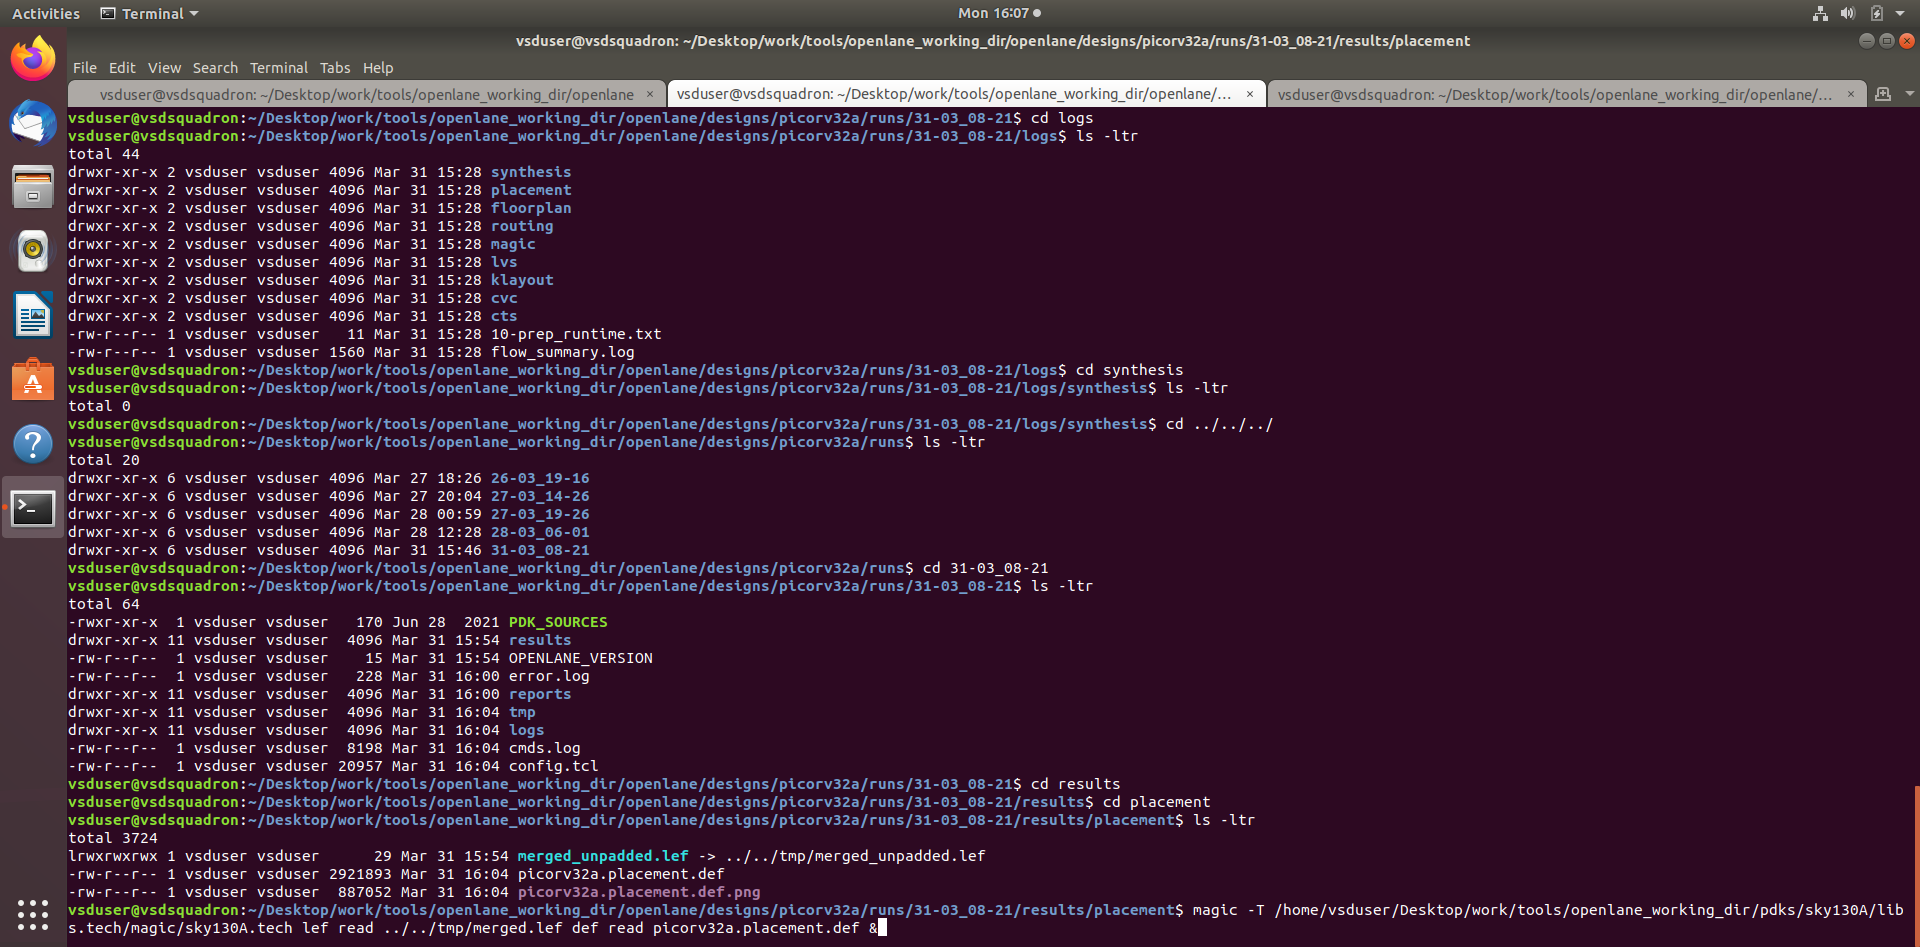 Activities
Terminal
Mon 16:07
vsduser@vsdsquadron: ~/Desktop/work/tools/openlane_working_dir/openlane/designs/picorv32a/runs/31-03_08-21/results/placement
File Edit View Search Terminal Tabs Help
vsduser@vsdsquadron: ~/Desktop/work/tools/openlane_working_dir/openlane ×
vsduser@vsdsquadron: ~/Desktop/work/tools/openlane_working_dir/openlane/... ×
vsduser@vsdsquadron: ~/Desktop/work/tools/openlane_working_dir/openlane/... ×
vsduser@vsdsquadron:~/Desktop/work/tools/openlane_working_dir/openlane/designs/picorv32a/runs/31-03_08-21$ cd logs
vsduser@vsdsquadron:~/Desktop/work/tools/openlane_working_dir/openlane/designs/picorv32a/runs/31-03_08-21/logs$ ls -ltr
total 44
drwxr-xr-x 2 vsduser vsduser 4096 Mar 31 15:28 synthesis
drwxr-xr-x 2 vsduser vsduser 4096 Mar 31 15:28 placement
drwxr-xr-x 2 vsduser vsduser 4096 Mar 31 15:28 floorplan
drwxr-xr-x 2 vsduser vsduser 4096 Mar 31 15:28 routing
drwxr-xr-x 2 vsduser vsduser 4096 Mar 31 15:28 magic
drwxr-xr-x 2 vsduser vsduser 4096 Mar 31 15:28 lvs
drwxr-xr-x 2 vsduser vsduser 4096 Mar 31 15:28 klayout
drwxr-xr-x 2 vsduser vsduser 4096 Mar 31 15:28 cvc
drwxr-xr-x 2 vsduser vsduser 4096 Mar 31 15:28 cts
-rw-r--r-- 1 vsduser vsduser   11 Mar 31 15:28 10-prep_runtime.txt
-rw-r--r-- 1 vsduser vsduser 1560 Mar 31 15:28 flow_summary.log
vsduser@vsdsquadron:~/Desktop/work/tools/openlane_working_dir/openlane/designs/picorv32a/runs/31-03_08-21/logs$ cd synthesis
vsduser@vsdsquadron:~/Desktop/work/tools/openlane_working_dir/openlane/designs/picorv32a/runs/31-03_08-21/logs/synthesis$ ls -ltr
total 0
vsduser@vsdsquadron:~/Desktop/work/tools/openlane_working_dir/openlane/designs/picorv32a/runs/31-03_08-21/logs/synthesis$ cd ../../../
vsduser@vsdsquadron:~/Desktop/work/tools/openlane_working_dir/openlane/designs/picorv32a/runs$ ls -ltr
total 20
drwxr-xr-x 6 vsduser vsduser 4096 Mar 27 18:26 26-03_19-16
drwxr-xr-x 6 vsduser vsduser 4096 Mar 27 20:04 27-03_14-26
drwxr-xr-x 6 vsduser vsduser 4096 Mar 28 00:59 27-03_19-26
drwxr-xr-x 6 vsduser vsduser 4096 Mar 28 12:28 28-03_06-01
drwxr-xr-x 6 vsduser vsduser 4096 Mar 31 15:46 31-03_08-21
vsduser@vsdsquadron:~/Desktop/work/tools/openlane_working_dir/openlane/designs/picorv32a/runs$ cd 31-03_08-21
vsduser@vsdsquadron:~/Desktop/work/tools/openlane_working_dir/openlane/designs/picorv32a/runs/31-03_08-21$ ls -ltr
total 64
-rwxr-xr-x  1 vsduser vsduser   170 Jun 28  2021 PDK_SOURCES
drwxr-xr-x 11 vsduser vsduser  4096 Mar 31 15:54 results
-rw-r--r--  1 vsduser vsduser    15 Mar 31 15:54 OPENLANE_VERSION
-rw-r--r--  1 vsduser vsduser   228 Mar 31 16:00 error.log
drwxr-xr-x 11 vsduser vsduser  4096 Mar 31 16:00 reports
drwxr-xr-x 11 vsduser vsduser  4096 Mar 31 16:04 tmp
drwxr-xr-x 11 vsduser vsduser  4096 Mar 31 16:04 logs
-rw-r--r--  1 vsduser vsduser  8198 Mar 31 16:04 cmds.log
-rw-r--r--  1 vsduser vsduser 20957 Mar 31 16:04 config.tcl
vsduser@vsdsquadron:~/Desktop/work/tools/openlane_working_dir/openlane/designs/picorv32a/runs/31-03_08-21$ cd results
vsduser@vsdsquadron:~/Desktop/work/tools/openlane_working_dir/openlane/designs/picorv32a/runs/31-03_08-21/results$ cd placement
vsduser@vsdsquadron:~/Desktop/work/tools/openlane_working_dir/openlane/designs/picorv32a/runs/31-03_08-21/results/placement$ ls -ltr
total 3724
lrwxrwxrwx 1 vsduser vsduser      29 Mar 31 15:54 merged_unpadded.lef -> ../../tmp/merged_unpadded.lef
-rw-r--r-- 1 vsduser vsduser 2921893 Mar 31 16:04 picorv32a.placement.def
-rw-r--r-- 1 vsduser vsduser  887052 Mar 31 16:04 picorv32a.placement.def.png
vsduser@vsdsquadron:~/Desktop/work/tools/openlane_working_dir/openlane/designs/picorv32a/runs/31-03_08-21/results/placement$ magic -T /home/vsduser/Desktop/work/tools/openlane_working_dir/pdks/sky130A/lib
s.tech/magic/sky130A.tech lef read ../../tmp/merged.lef def read picorv32a.placement.def &